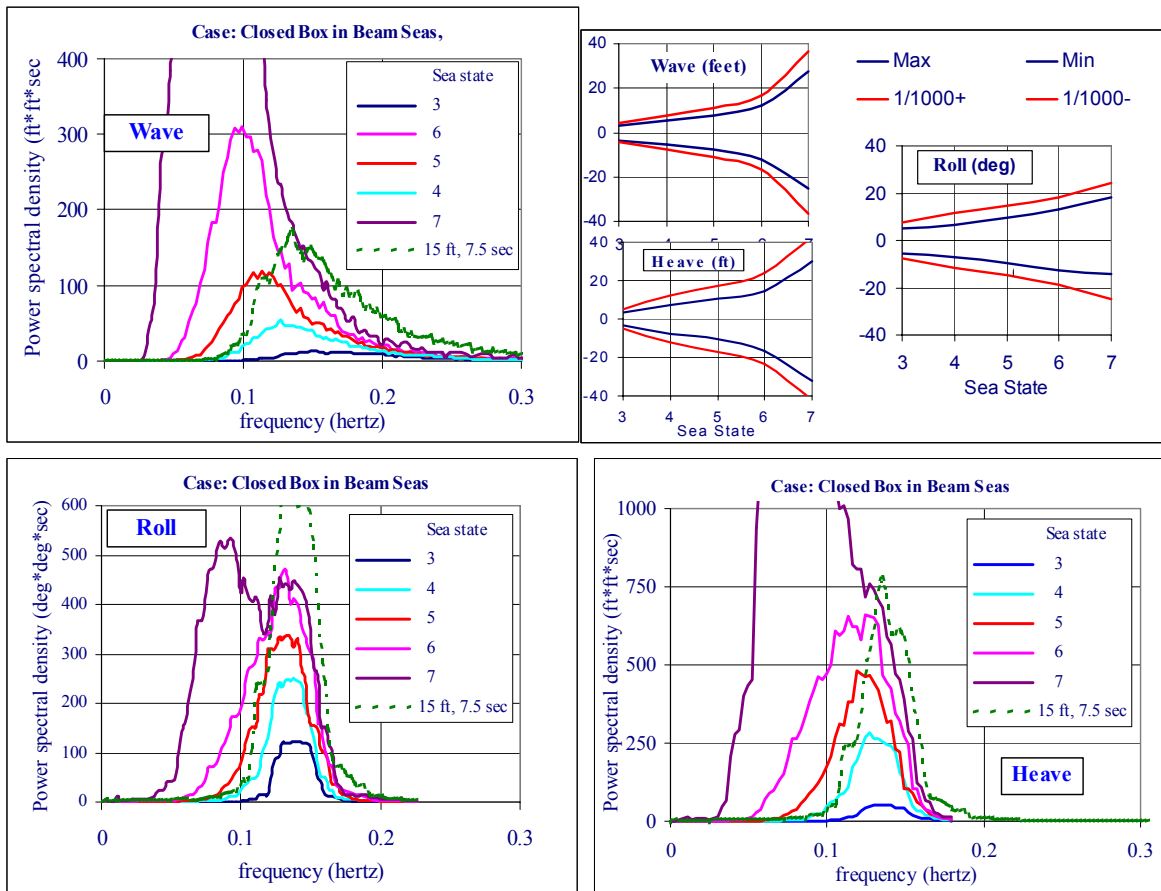 Case: Closed Box in Beam Seas,
Power spectral density (ft*ft*sec)
400
300
200
100
0
Wave
Sea state
3
6
5
4
7
15 ft, 7.5 sec
0 0.1 0.2 0.3
frequency (hertz)
40
20
0
-20
-40
Wave (feet)
3 4 5 6 7
40
20
0
-20
-40
Heave (ft)
3 4 5 6 7
Sea State
Max Min
1/1000+ 1/1000-
40
20
0
-20
-40
Roll (deg)
3 4 5 6 7
Sea State
Case: Closed Box in Beam Seas
Power spectral density (deg*deg*sec)
600
500
400
300
200
100
0
Roll
Sea state
3
4
5
6
7
15 ft, 7.5 sec
0 0.1 0.2 0.3
frequency (hertz)
Case: Closed Box in Beam Seas
Power spectral density (ft*ft*sec)
1000
750
500
250
0
Sea state
3
4
5
6
7
15 ft, 7.5 sec
Heave
0 0.1 0.2 0.3
frequency (hertz)